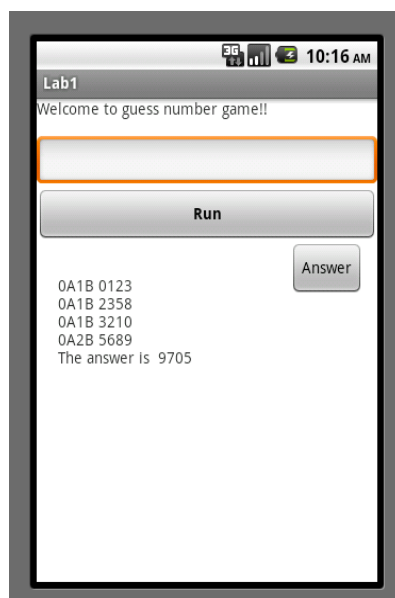 3G 10:16 AM
Lab1
Welcome to guess number game!!
Run
Answer
0A1B 0123
0A1B 2358
0A1B 3210
0A2B 5689
The answer is  9705